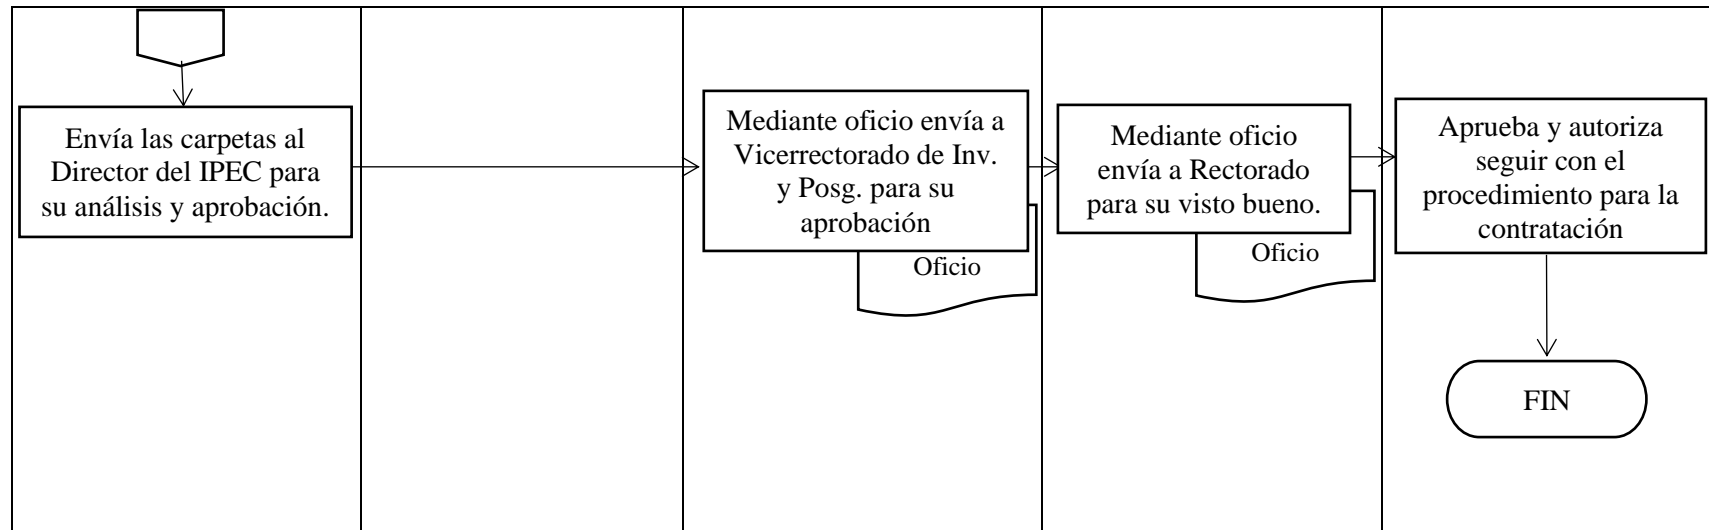 Envía las carpetas al
Director del IPEC para
su análisis y aprobación.
Mediante oficio envía a
Vicerrectorado de Inv.
y Posg. para su
aprobación
Oficio
Mediante oficio
envía a Rectorado
para su visto bueno.
Oficio
Aprueba y autoriza
seguir con el
procedimiento para la
contratación
FIN